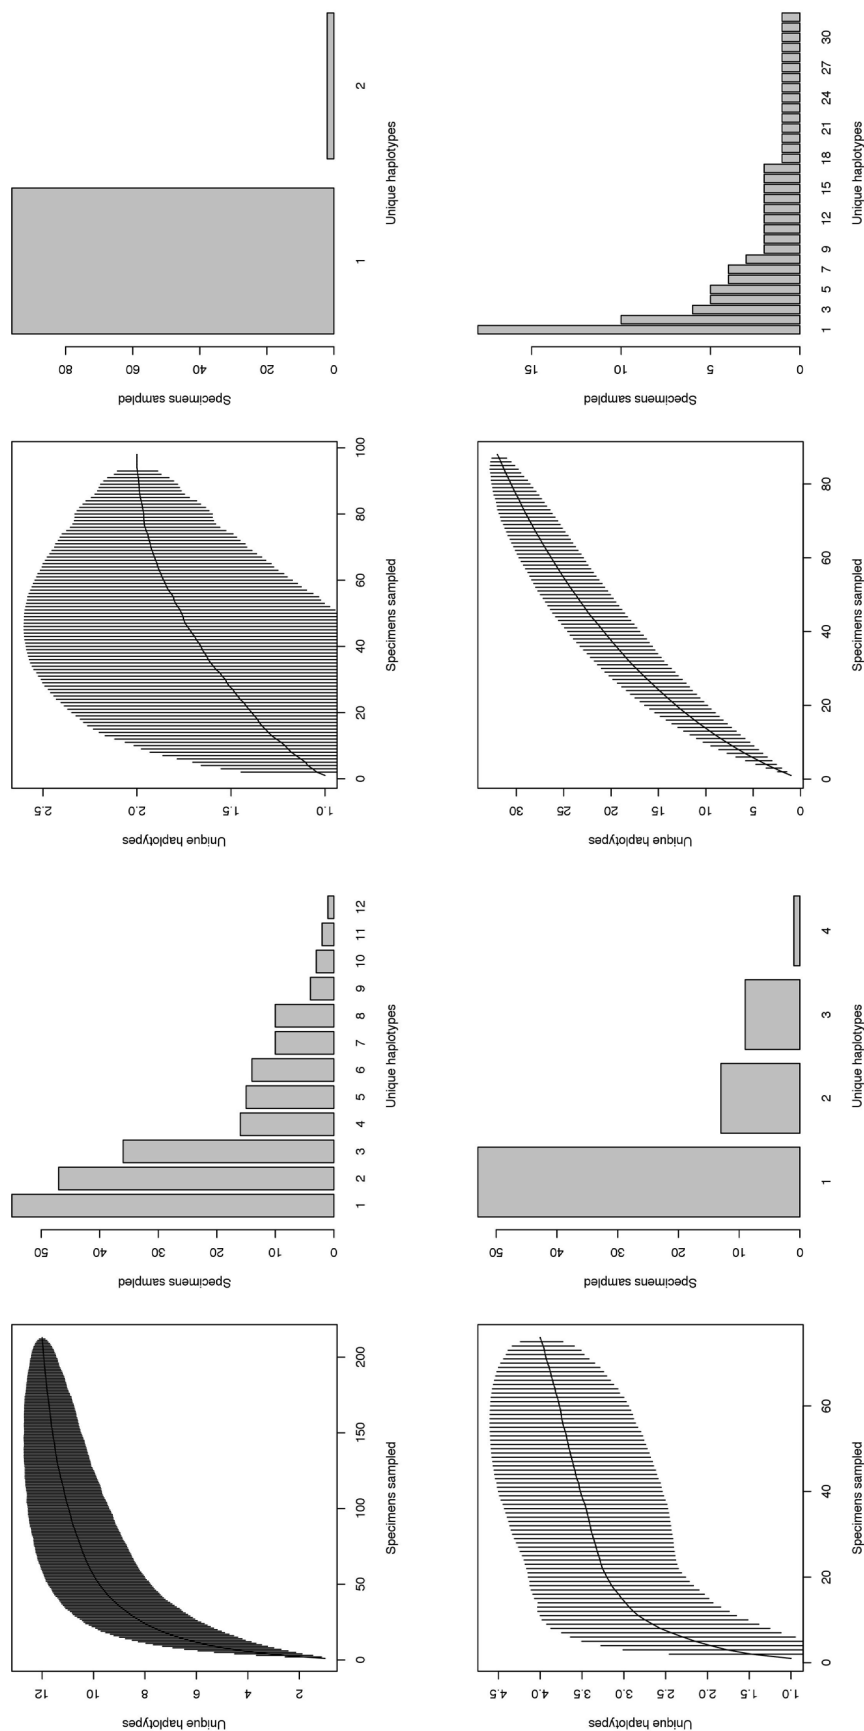 80
60
40
20
0
Specimens sampled
1 2
Unique haplotypes
15
10
5
0
Specimens sampled
1 3 5 7 9 12 15 18 21 24 27 30
Unique haplotypes
2.5
2.0
1.5
1.0
Unique haplotypes
0 20 40 60 80 100
Specimens sampled
30
25
20
15
10
5
0
Unique haplotypes
0 20 40 60 80
Specimens sampled
50
40
30
20
10
0
Specimens sampled
1 2 3 4 5 6 7 8 9 10 11 12
Unique haplotypes
50
40
30
20
10
0
Specimens sampled
1 2 3 4
Unique haplotypes
12
10
8
6
4
2
Unique haplotypes
0 50 100 150 200
Specimens sampled
4.5
4.0
3.5
3.0
2.5
2.0
1.5
1.0
Unique haplotypes
0 20 40 60
Specimens sampled